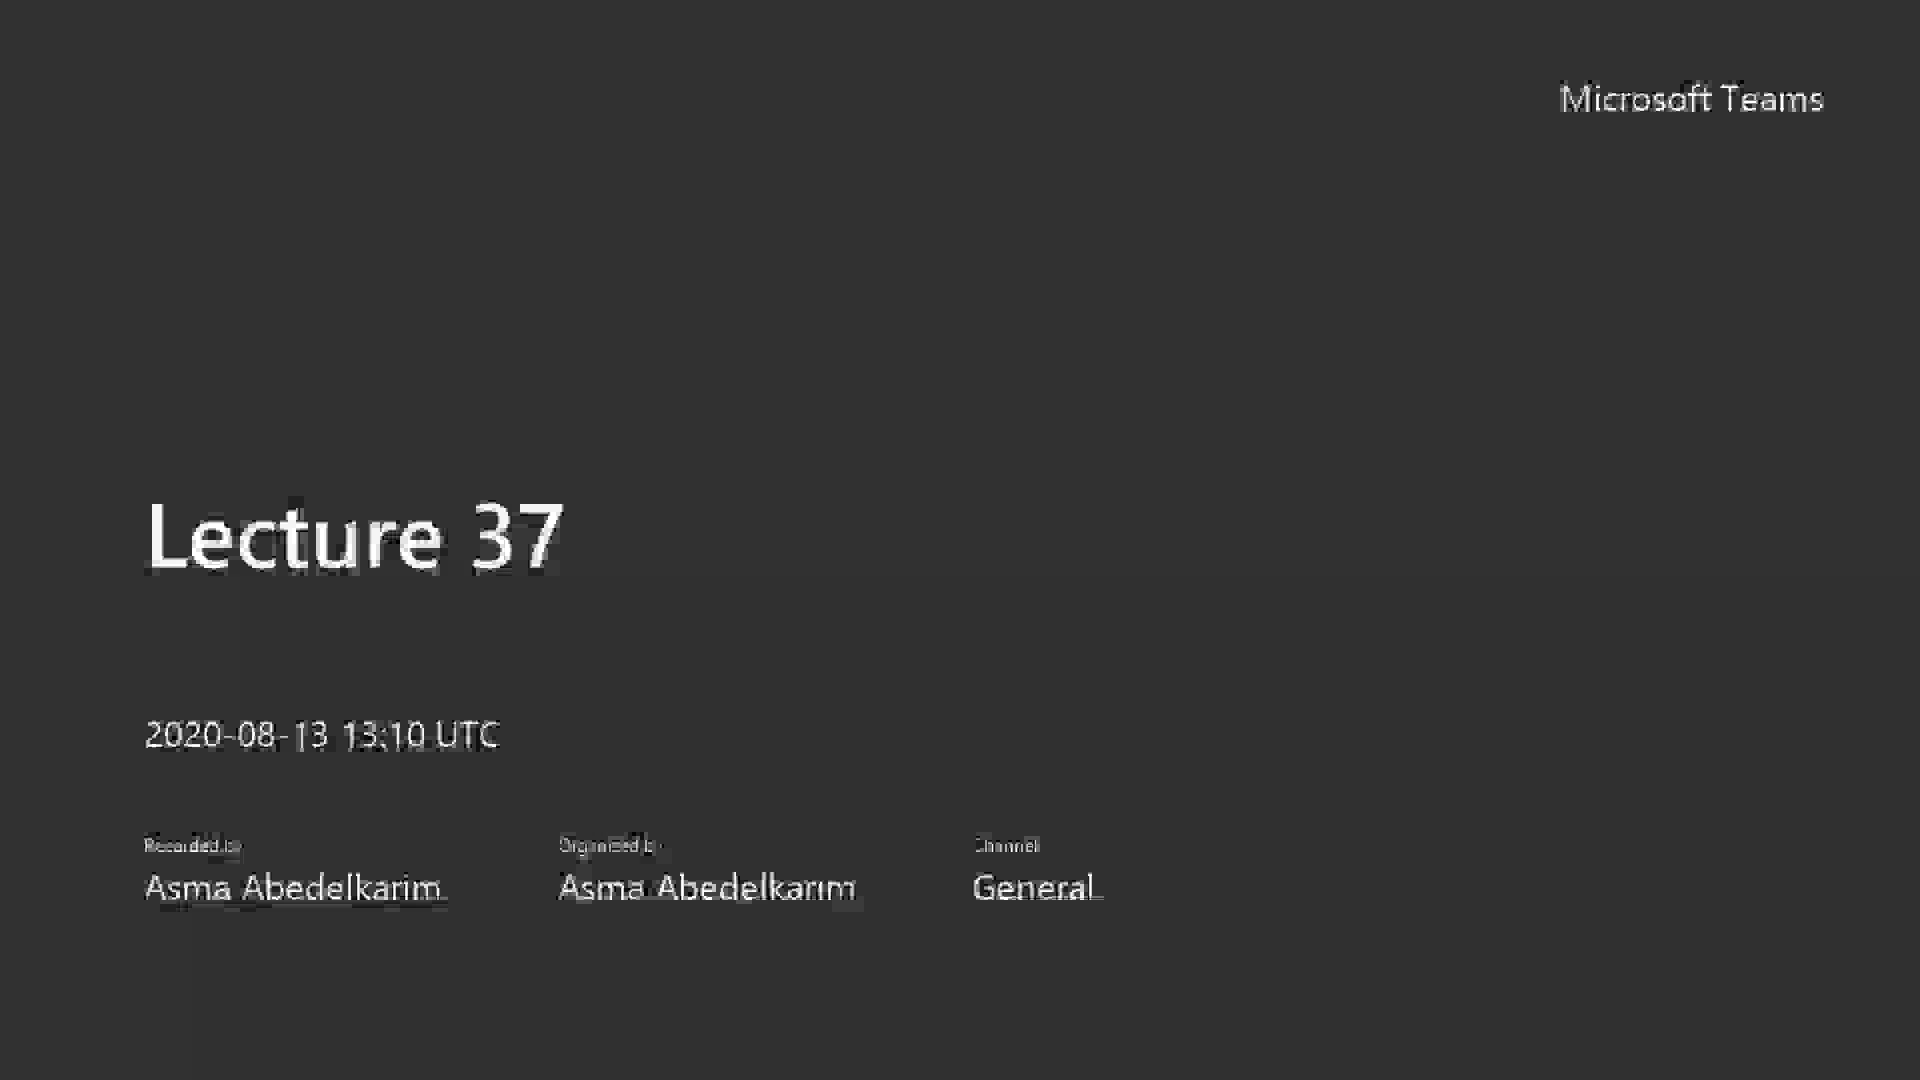 Microsoft Teams
Lecture 37
2020-08-13 13:10 UTC
Recorded by Organized by Channel
Asma Abedelkarim Asma Abedelkarim General